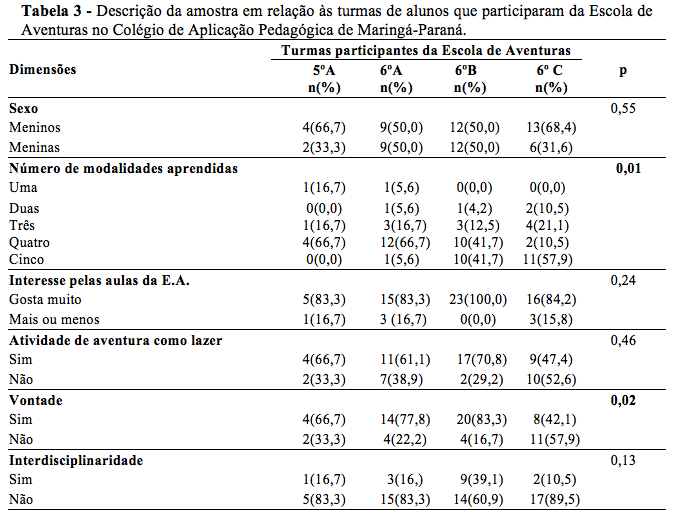 Tabela 3 - Descrição da amostra em relação às turmas de alunos que participaram da Escola de
Aventuras no Colégio de Aplicação Pedagógica de Maringá-Paraná.
Turmas participantes da Escola de Aventuras
Dimensões 5ºA 6ºA 6ºB 6º C p
n(%) n(%) n(%) n(%)
Sexo 0,55
Meninos 4(66,7) 9(50,0) 12(50,0) 13(68,4)
Meninas 2(33,3) 9(50,0) 12(50,0) 6(31,6)
Número de modalidades aprendidas 0,01
Uma 1(16,7) 1(5,6) 0(0,0) 0(0,0)
Duas 0(0,0) 1(5,6) 1(4,2) 2(10,5)
Três 1(16,7) 3(16,7) 3(12,5) 4(21,1)
Quatro 4(66,7) 12(66,7) 10(41,7) 2(10,5)
Cinco 0(0,0) 1(5,6) 10(41,7) 11(57,9)
Interesse pelas aulas da E.A. 0,24
Gosta muito 5(83,3) 15(83,3) 23(100,0) 16(84,2)
Mais ou menos 1(16,7) 3 (16,7) 0(0,0) 3(15,8)
Atividade de aventura como lazer 0,46
Sim 4(66,7) 11(61,1) 17(70,8) 9(47,4)
Não 2(33,3) 7(38,9) 2(29,2) 10(52,6)
Vontade 0,02
Sim 4(66,7) 14(77,8) 20(83,3) 8(42,1)
Não 2(33,3) 4(22,2) 4(16,7) 11(57,9)
Interdisciplinaridade 0,13
Sim 1(16,7) 3(16,) 9(39,1) 2(10,5)
Não 5(83,3) 15(83,3) 14(60,9) 17(89,5)